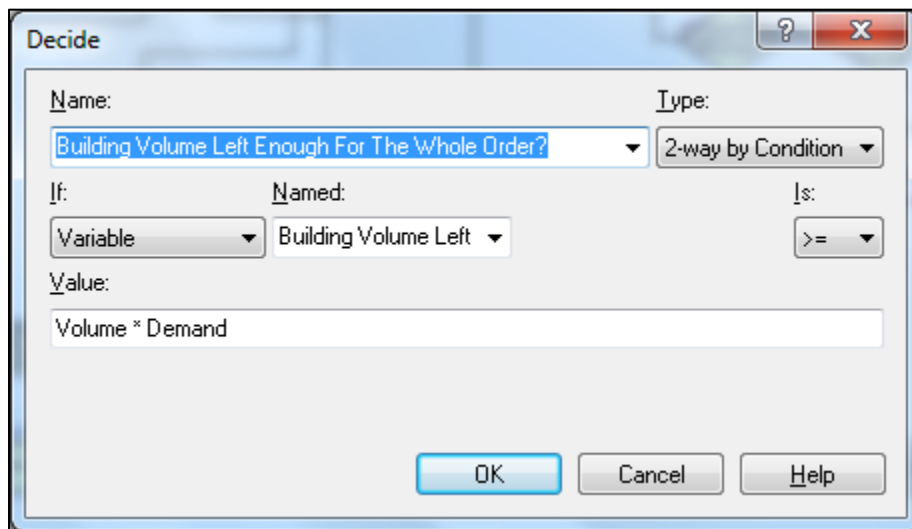 Decide
?
X
Name:
Type:
Building Volume Left Enough For The Whole Order?
2-way by Condition
If:
Named:
Is:
Variable
Building Volume Left
>=
Value:
Volume * Demand
OK
Cancel
Help